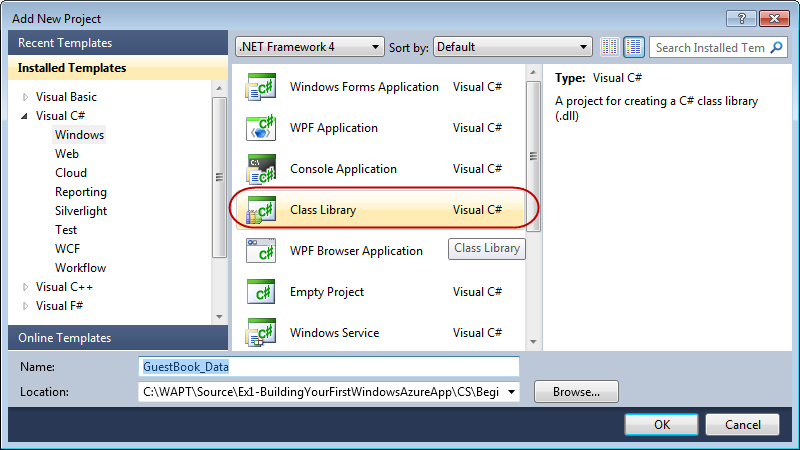 Add New Project
Recent Templates
Installed Templates
Visual Basic
Visual C#
Windows
Web
Cloud
Reporting
Silverlight
Test
WCF
Workflow
Visual C++
Visual F#
Online Templates
.NET Framework 4
Sort by:
Default
Search Installed Tem
Windows Forms Application Visual C#
WPF Application Visual C#
Console Application Visual C#
Class Library Visual C#
WPF Browser Application
Class Library
Empty Project Visual C#
Windows Service Visual C#
Type: Visual C#
A project for creating a C# class library
(.dll)
Name: GuestBook_Data
Location: C:\WAPT\Source\Ex1-BuildingYourFirstWindowsAzureApp\CS\Begi
Browse...
OK Cancel